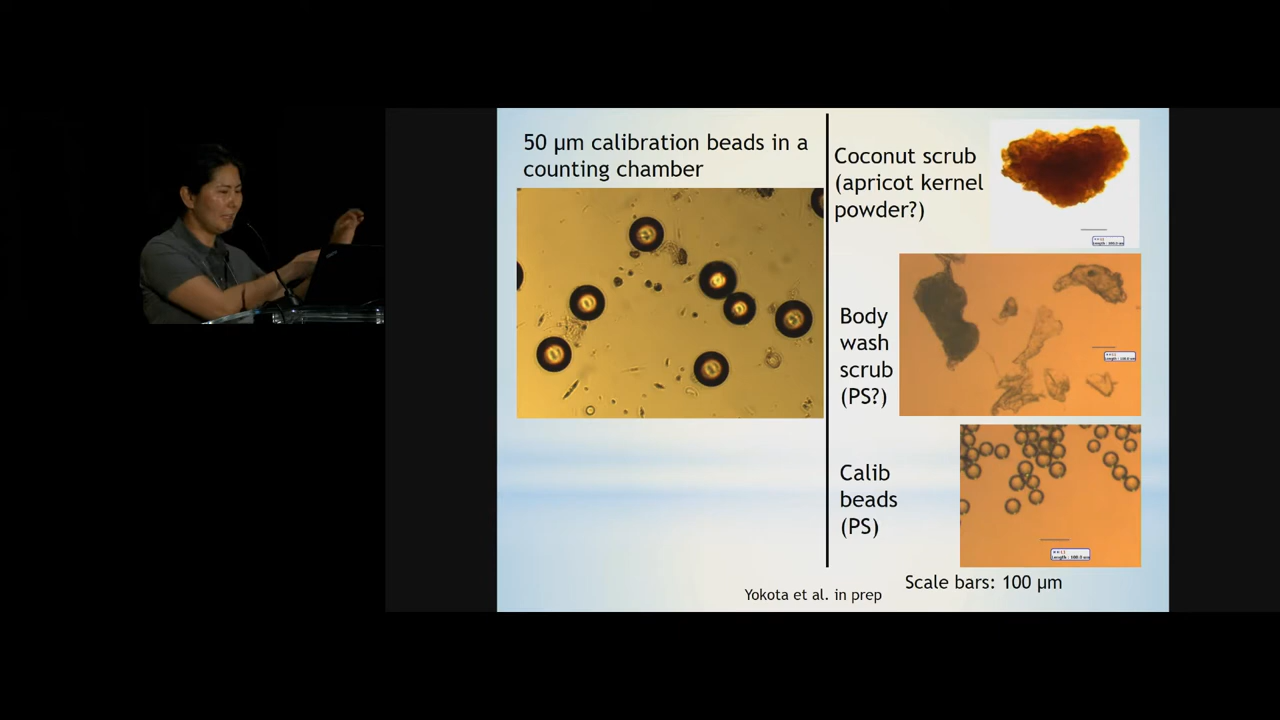 50 µm calibration beads in a
counting chamber
Coconut scrub
(apricot kernel
powder?)
Body
wash
scrub
(PS?)
Calib
beads
(PS)
Scale bars: 100 µm
Yokota et al. in prep